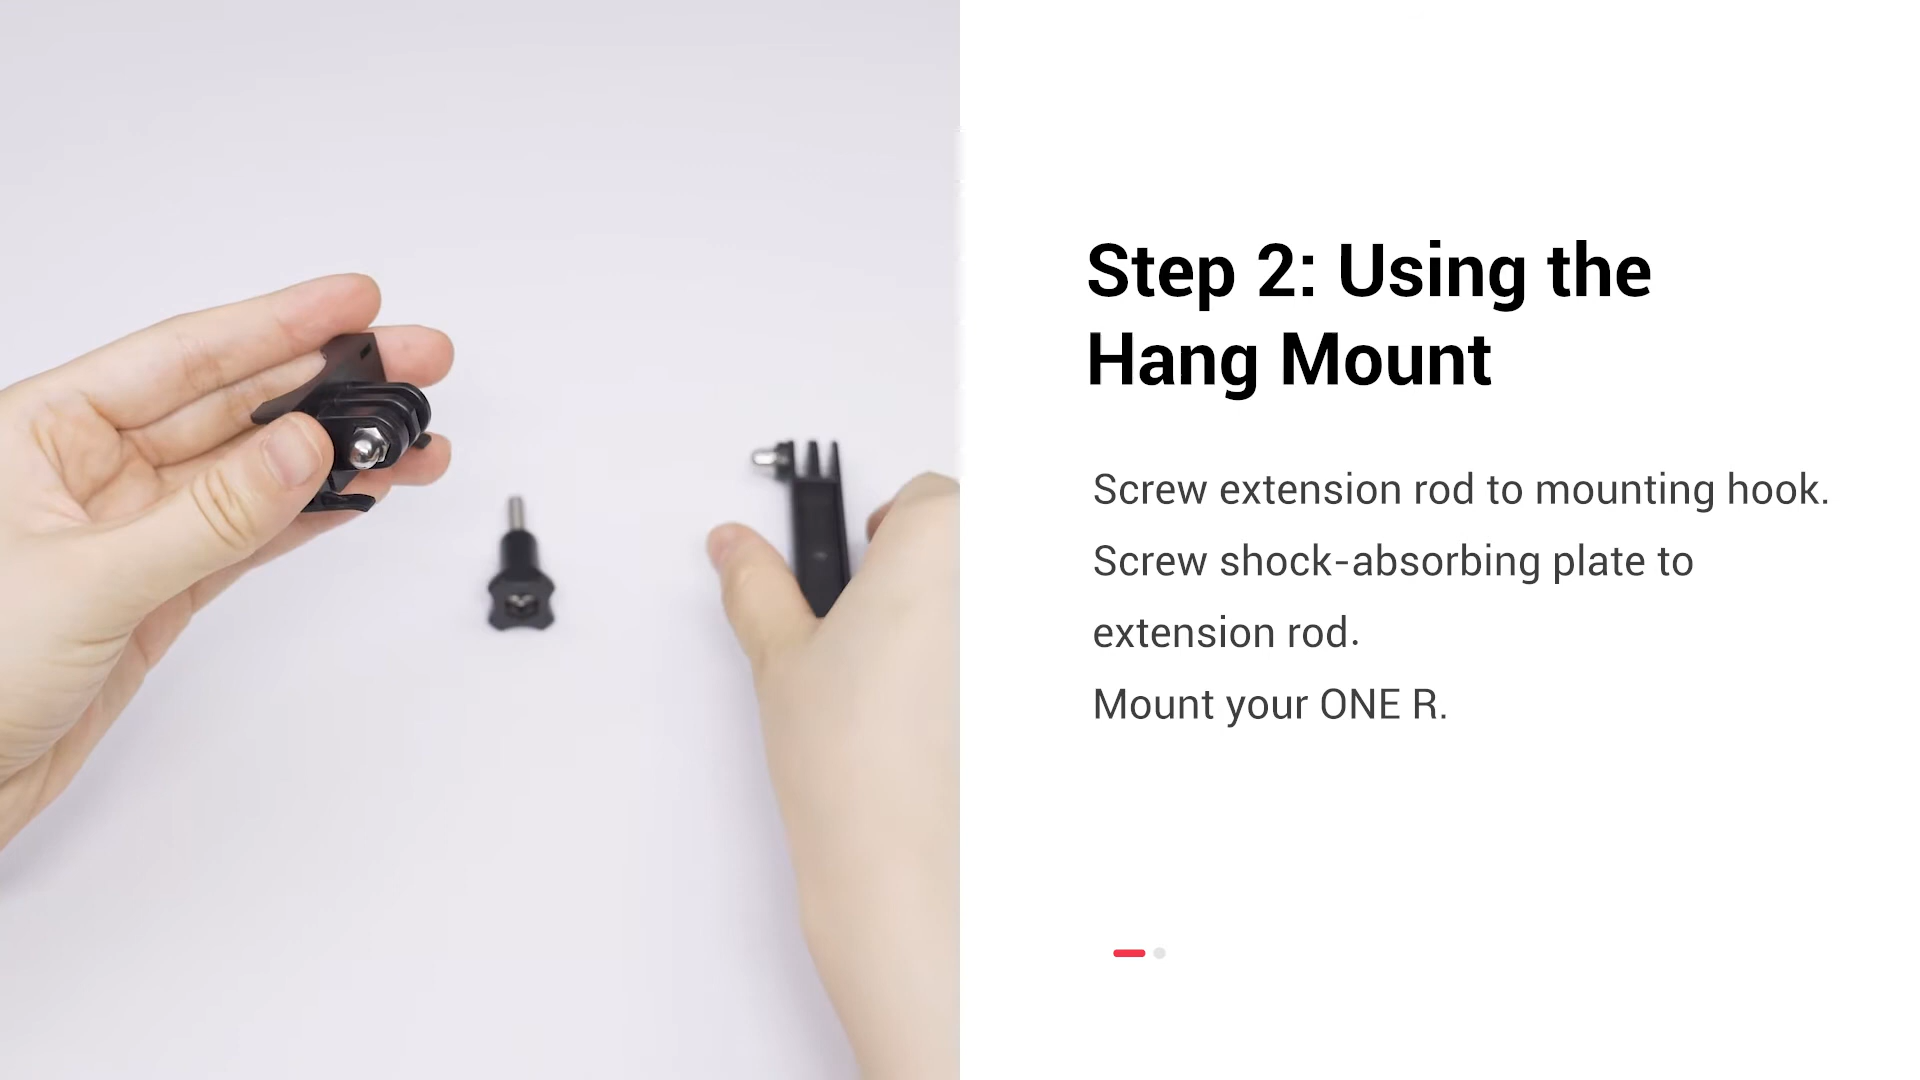 Step 2: Using the
Hang Mount
Screw extension rod to mounting hook.
Screw shock-absorbing plate to
extension rod.
Mount your ONE R.